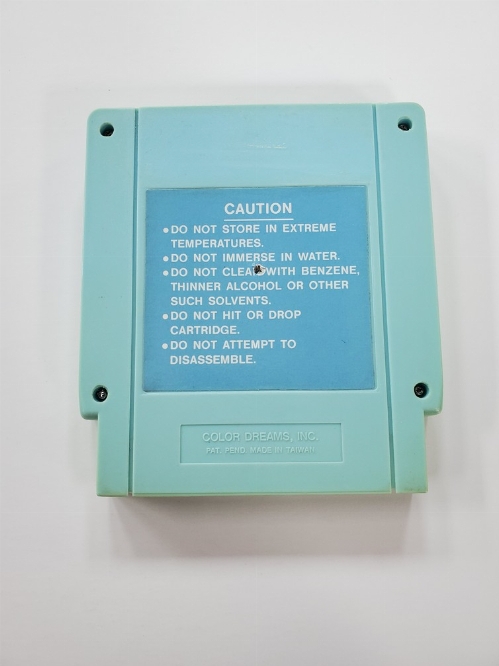 CAUTION
•DO NOT STORE IN EXTREME
TEMPERATURES.
•DO NOT IMMERSE IN WATER.
•DO NOT CLEAN WITH BENZENE,
THINNER ALCOHOL OR OTHER
SUCH SOLVENTS.
•DO NOT HIT OR DROP
CARTRIDGE.
•DO NOT ATTEMPT TO
DISASSEMBLE.
COLOR DREAMS, INC.
PAT. PEND. MADE IN TAIWAN